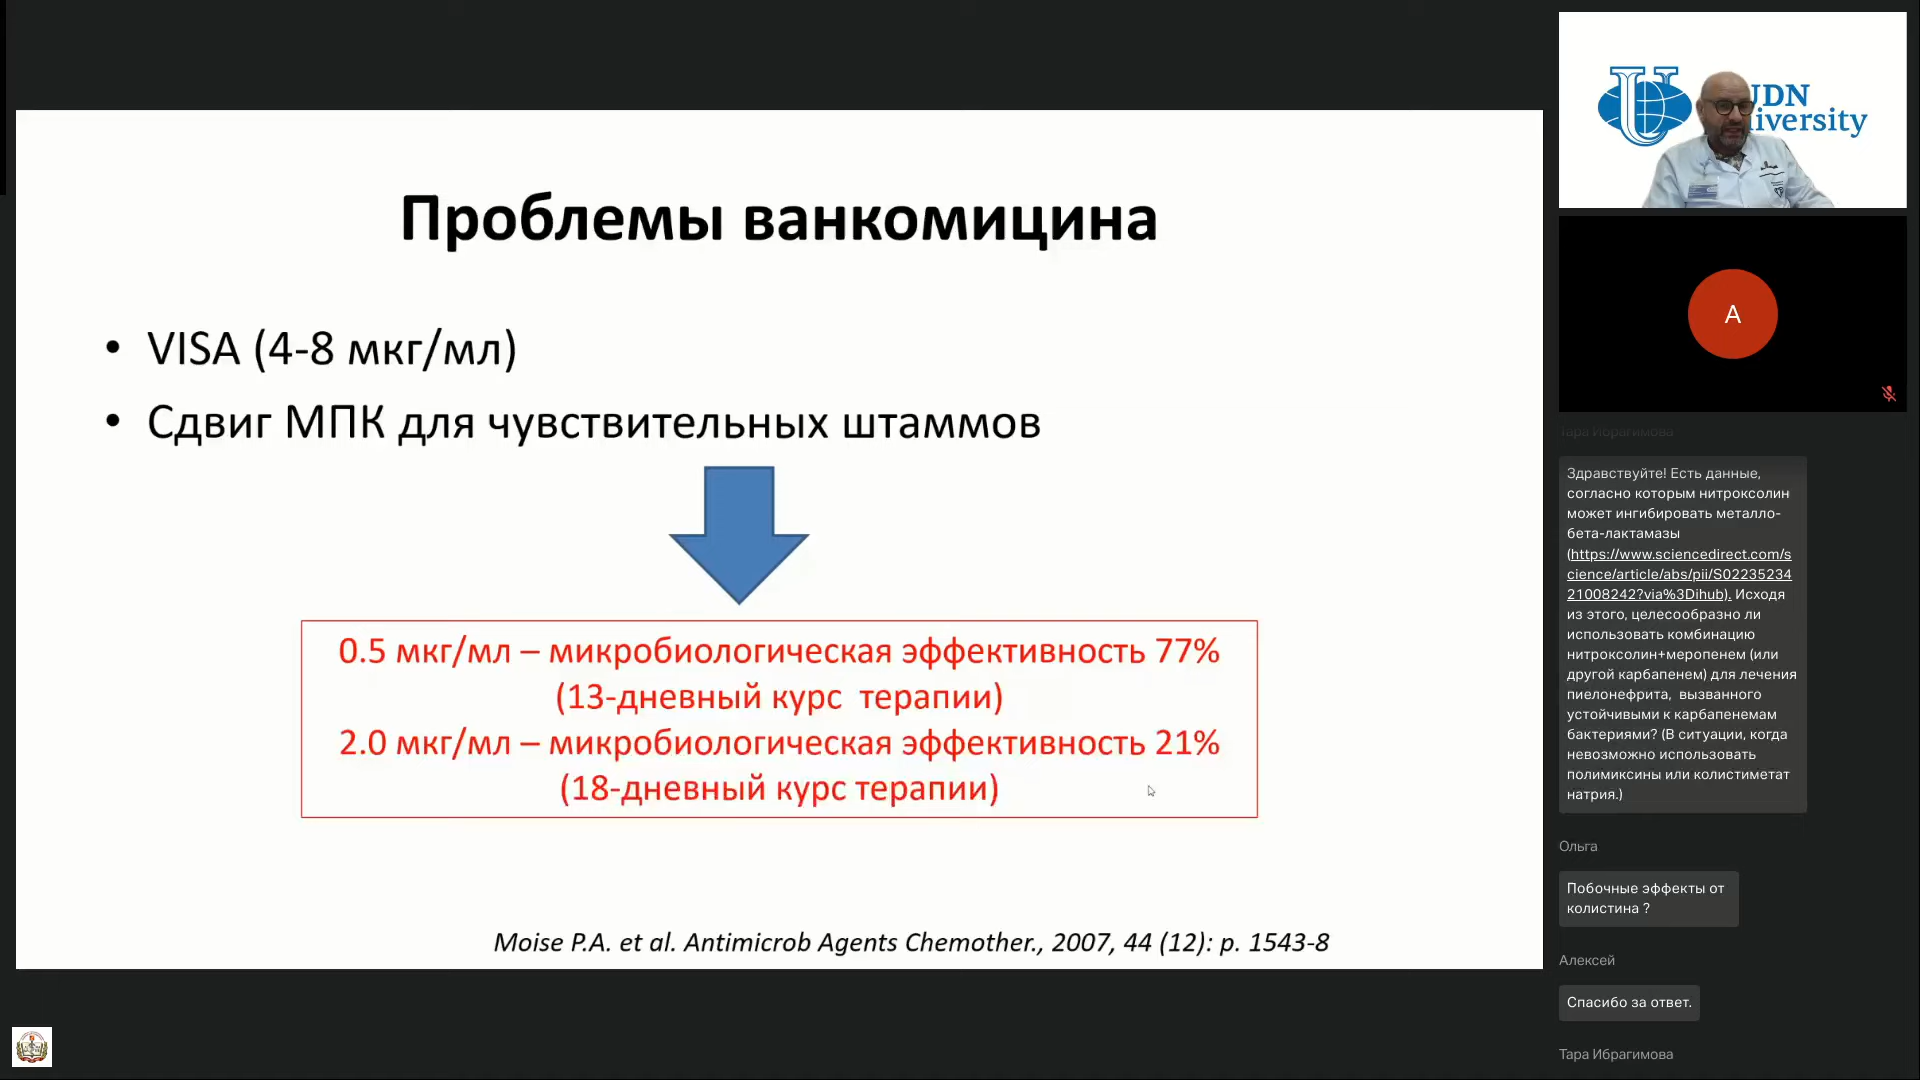 Проблемы ванкомицина
• VISA (4-8 мкг/мл)
• Сдвиг МПК для чувствительных штаммов
0.5 мкг/мл – микробиологическая эффективность 77%
(13-дневный курс терапии)
2.0 мкг/мл – микробиологическая эффективность 21%
(18-дневный курс терапии)
Moise P.A. et al. Antimicrob Agents Chemother., 2007, 44 (12): p. 1543-8
UDN
iversity
A
Тара Ибрагимова
Здравствуйте! Есть данные,
согласно которым нитроксолин
может ингибировать металло-
бета-лактамазы
(https://www.sciencedirect.com/s
cience/article/abs/pii/S02235234
21008242?via%3Dihub). Исходя
из этого, целесообразно ли
использовать комбинацию
нитроксолин+меропенем (или
другой карбапенем) для лечения
пиелонефрита, вызванного
устойчивыми к карбапенемам
бактериями? (В ситуации, когда
невозможно использовать
полимиксины или колистиметат
натрия.)
Ольга
Побочные эффекты от
колистина ?
Алексей
Спасибо за ответ.
Тара Ибрагимова